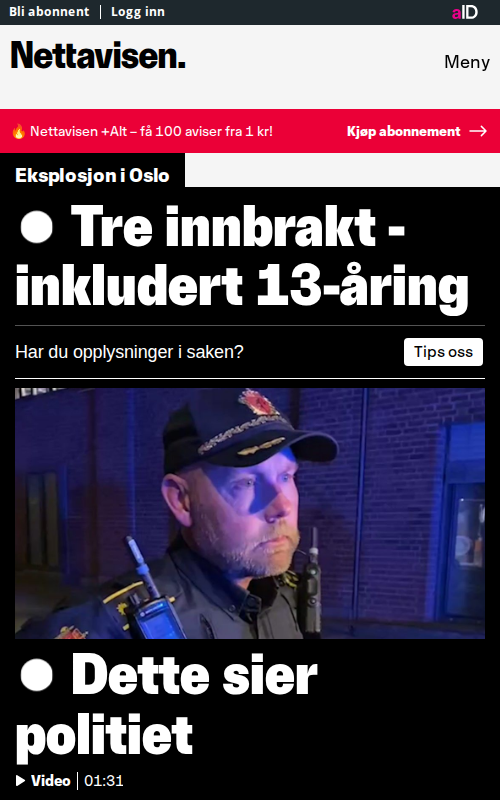 Bli abonnent | Logg inn
aID
Nettavisen.
Meny
🔥 Nettavisen +Alt – få 100 aviser fra 1 kr!
Kjøp abonnement →
Eksplosjon i Oslo
Tre innbrakt -
inkludert 13-åring
Har du opplysninger i saken?
Tips oss
Dette sier
politiet
Video | 01:31